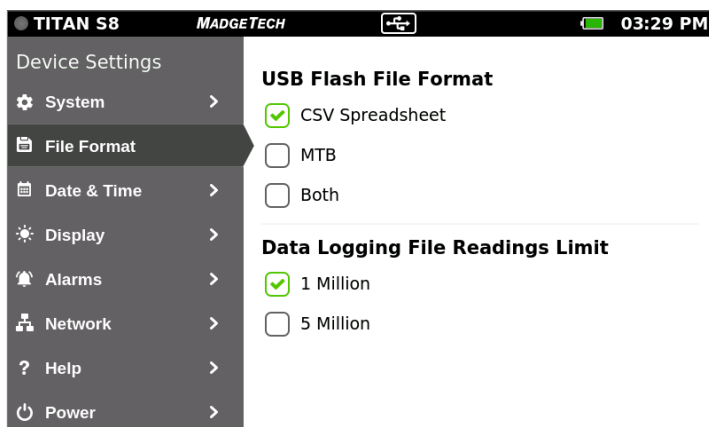 TITAN S8 MADGETECH 03:29 PM
Device Settings
System
File Format
Date & Time
Display
Alarms
Network
? Help
Power
USB Flash File Format
CSV Spreadsheet
MTB
Both
Data Logging File Readings Limit
1 Million
5 Million